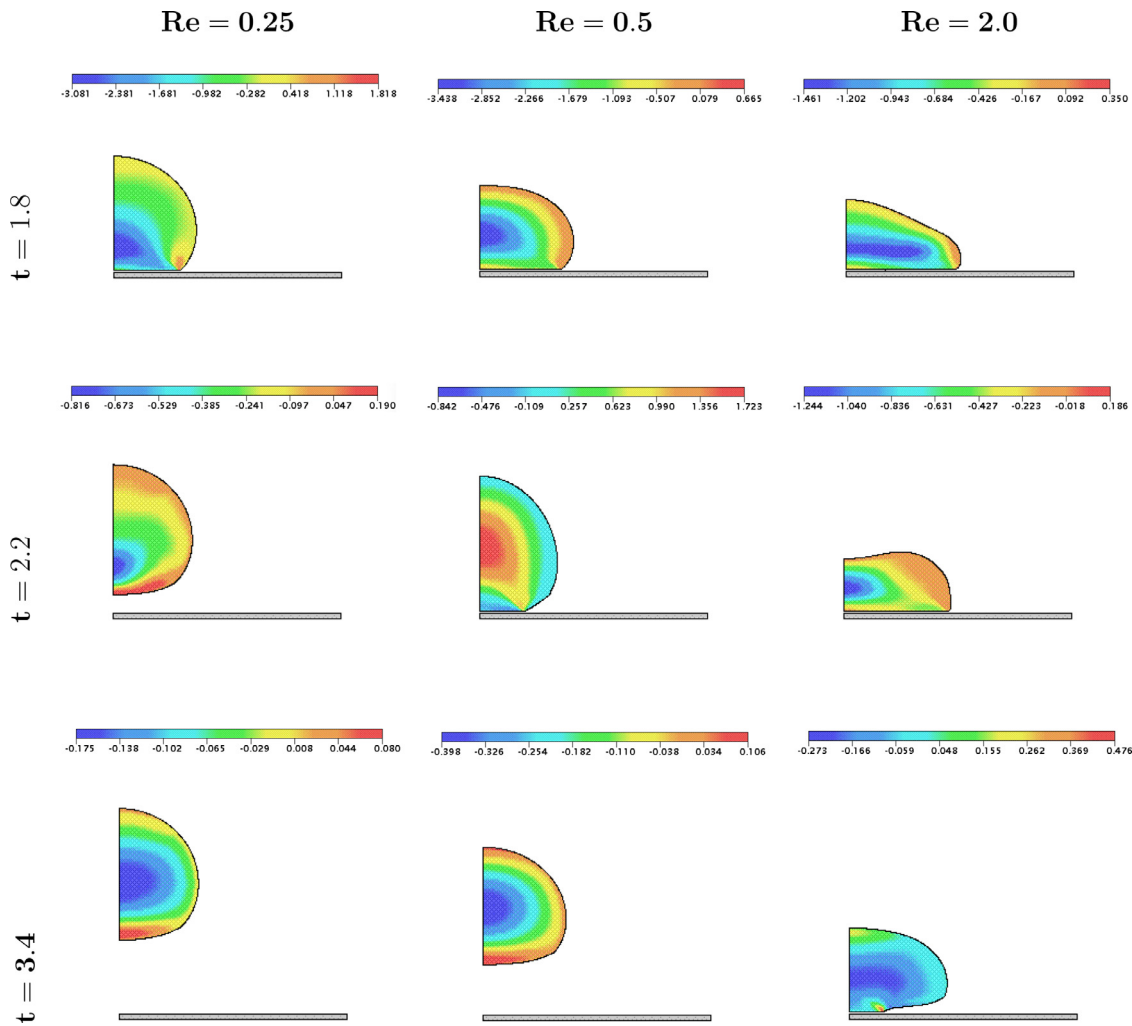 Re = 0.25 Re = 0.5 Re = 2.0
-3.081 -2.381 -1.681 -0.982 -0.282 0.418 1.118 1.818
-3.438 -2.852 -2.266 -1.679 -1.093 -0.507 0.079 0.665
-1.461 -1.202 -0.943 -0.684 -0.426 -0.167 0.092 0.350
t = 1.8
-0.816 -0.673 -0.529 -0.385 -0.241 -0.097 0.047 0.190
-0.842 -0.476 -0.109 0.257 0.623 0.990 1.356 1.723
-1.244 -1.040 -0.836 -0.631 -0.427 -0.223 -0.018 0.186
t = 2.2
-0.175 -0.138 -0.102 -0.065 -0.029 0.008 0.044 0.080
-0.398 -0.326 -0.254 -0.182 -0.110 -0.038 0.034 0.106
-0.273 -0.166 -0.059 0.048 0.155 0.262 0.369 0.476
t = 3.4